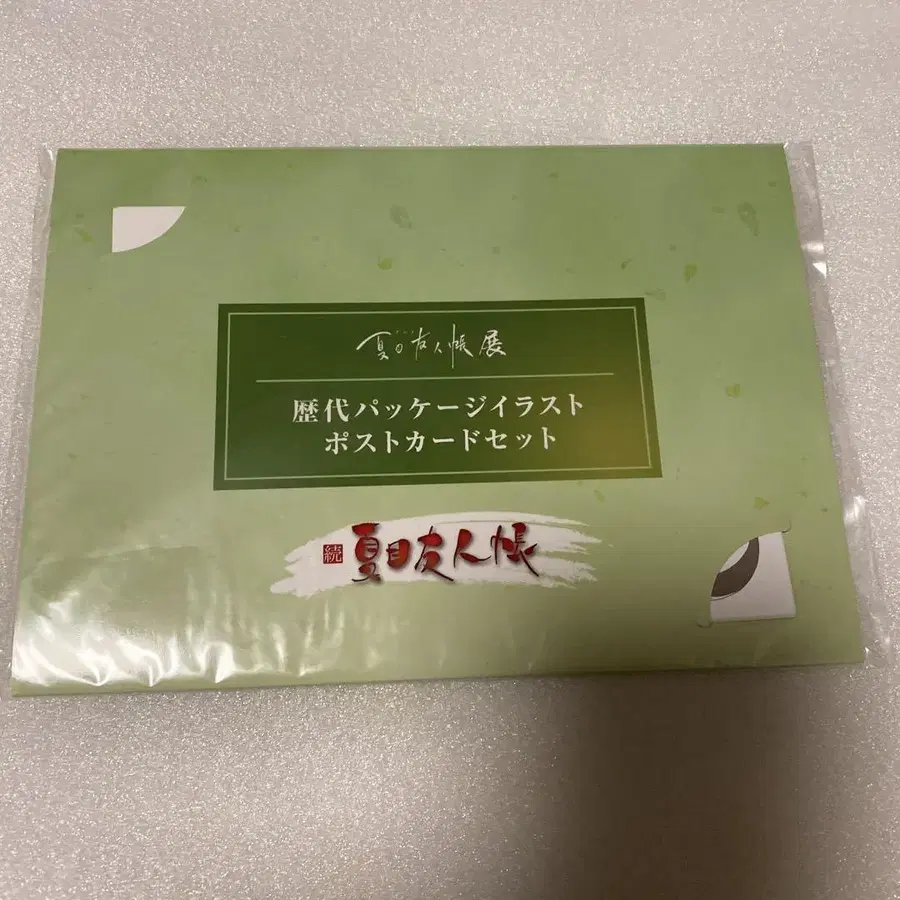 夏目友人帳展
歴代パッケージイラスト
ポストカードセット
続 夏目友人帳